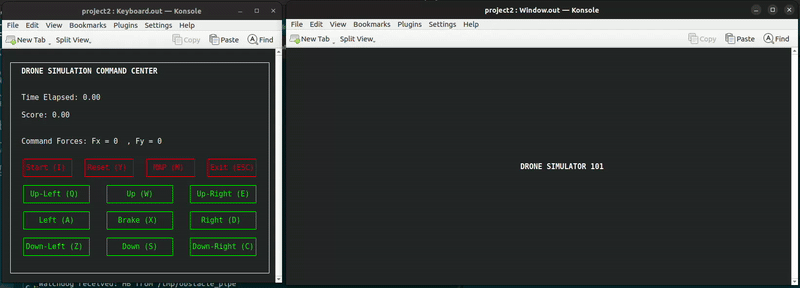 project2 : Keyboard.out — Konsole
File Edit View Bookmarks Plugins Settings Help
New Tab Split View Copy Paste Find
DRONE SIMULATION COMMAND CENTER
Time Elapsed: 0.00
Score: 0.00
Command Forces: Fx = 0 , Fy = 0
Start (I) Reset (Y) MAP (M) Exit (ESC)
Up-Left (Q) Up (W) Up-Right (E)
Left (A) Brake (X) Right (D)
Down-Left (Z) Down (S) Down-Right (C)
watchdog received: HB from /tmp/obstacle_pipe
project2 : Window.out — Konsole
File Edit View Bookmarks Plugins Settings Help
New Tab Split View Copy Paste Find
DRONE SIMULATOR 101